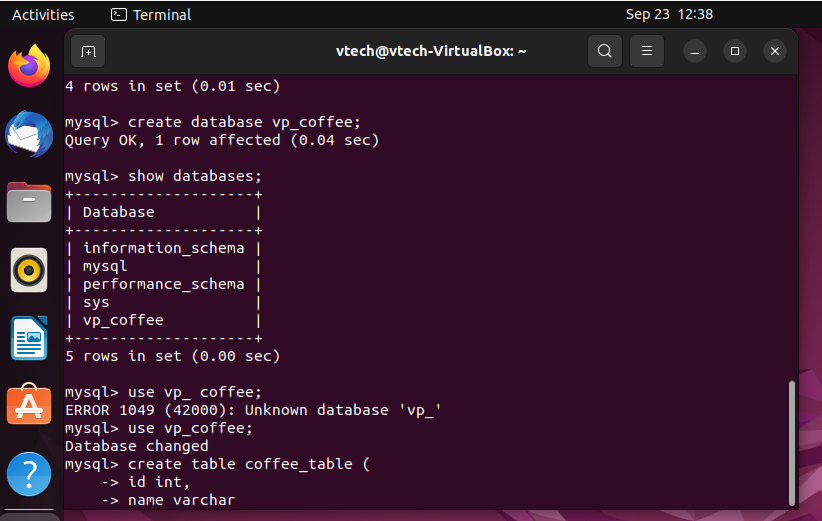 Activities Terminal Sep 23 12:38
vtech@vtech-VirtualBox: ~
4 rows in set (0.01 sec)
mysql> create database vp_coffee;
Query OK, 1 row affected (0.04 sec)
mysql> show databases;
+--------------------+
| Database           |
+--------------------+
| information_schema |
| mysql              |
| performance_schema |
| sys                |
| vp_coffee          |
+--------------------+
5 rows in set (0.00 sec)
mysql> use vp_ coffee;
ERROR 1049 (42000): Unknown database 'vp_'
mysql> use vp_coffee;
Database changed
mysql> create table coffee_table (
    -> id int,
    -> name varchar